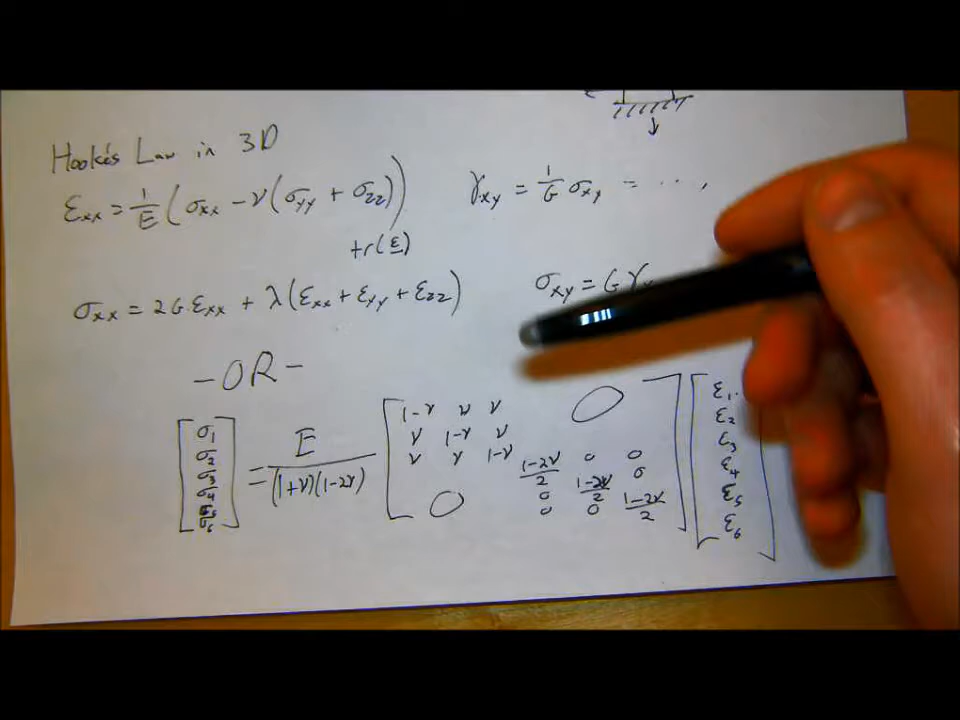 Hooke's Law in 3D
εxx = 1/E (σxx - ν(σyy + σzz)) γxy = 1/G σxy = ...,
tr(ε)
σxx = 2G εxx + λ(εxx + εyy + εzz) σxy = G γx
- OR -
[σ1 σ2 σ3 σ4 σ5 σ6] = E / (1+ν)(1-2ν) [
1-ν ν ν 0
ν 1-ν ν
ν ν 1-ν
1-2ν/2 0 0
0 1-2ν/2 0
0 0 0 1-2ν/2
] [ε1 ε2 ε3 ε4 ε5 ε6]